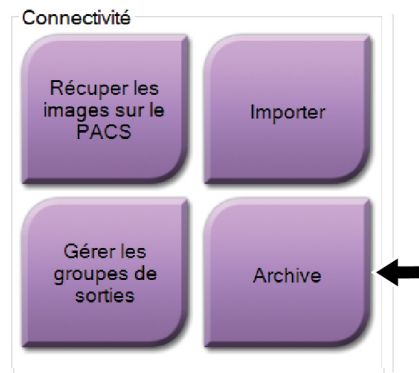 Connectivité
Récuper les
images sur le
PACS
Importer
Gérer les
groupes de
sorties
Archive